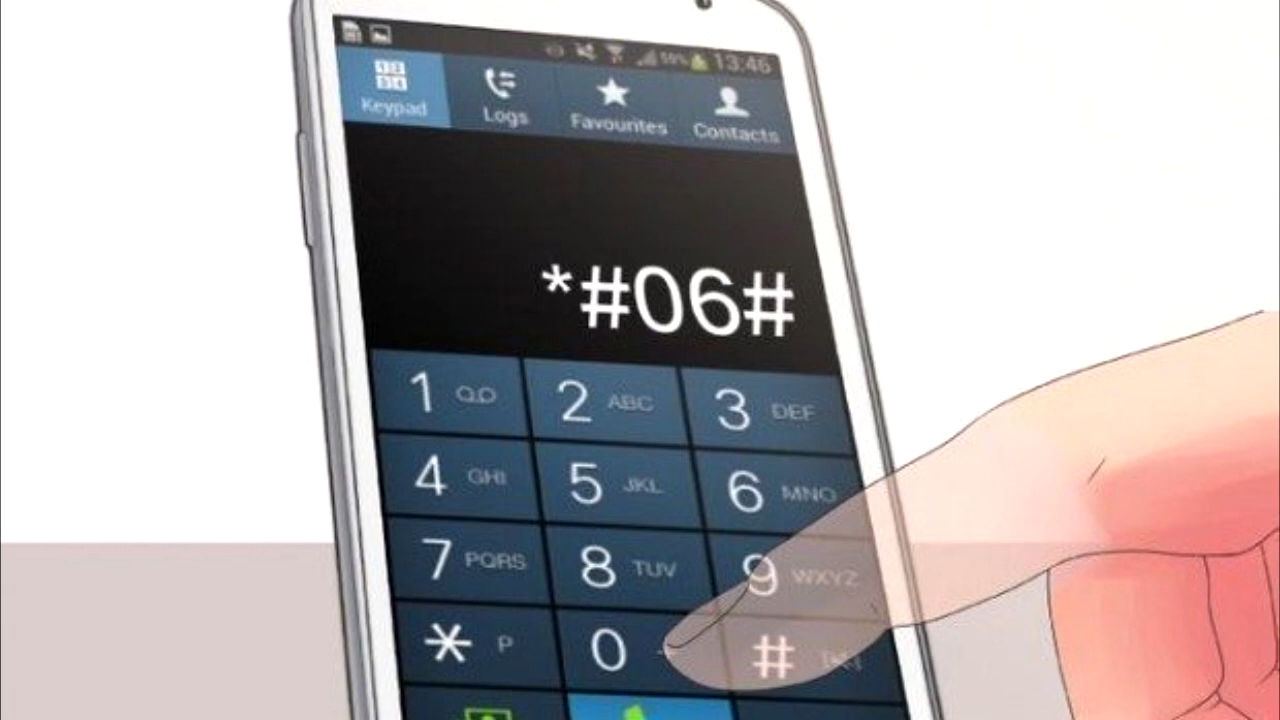 59% 13:46
Keypad Logs Favourites Contacts
*#06#
1 2 ABC 3 DEF
4 GHI 5 JKL 6 MNO
7 PQRS 8 TUV 9 WXYZ
* P 0 + #